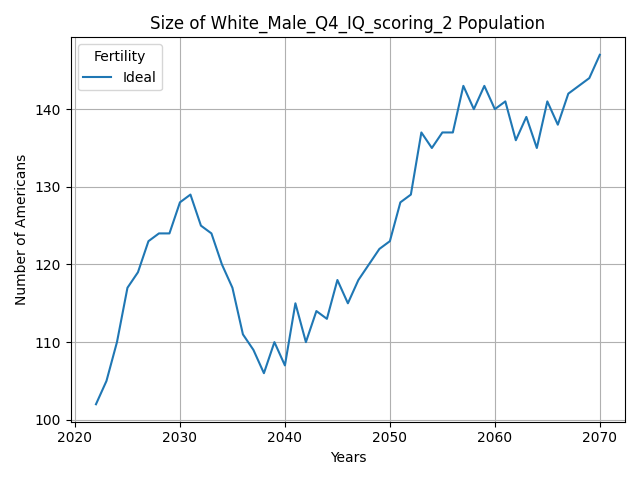 Size of White_Male_Q4_IQ_scoring_2 Population
Fertility
Ideal
Number of Americans
140
130
120
110
100
2020 2030 2040 2050 2060 2070
Years